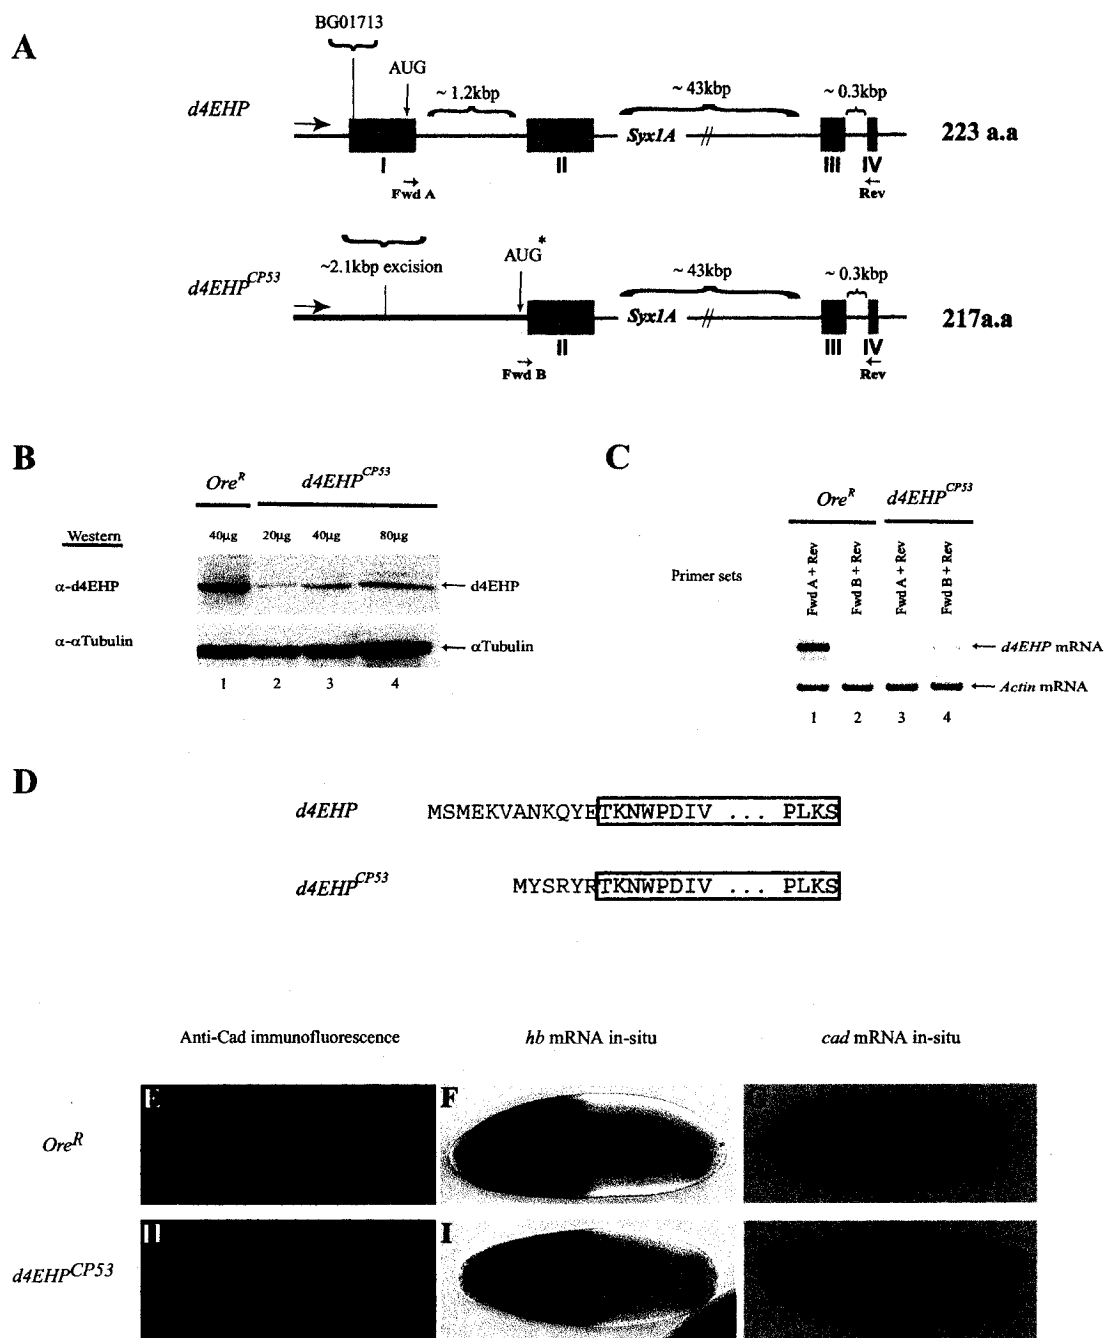 A
BG01713
AUG
d4EHP
~ 1.2kbp
~ 43kbp
~ 0.3kbp
Syx1A
//
223 a.a
I
II
III
IV
Fwd A
Rev
~2.1kbp excision
AUG*
d4EHP^CP53
~ 43kbp
~ 0.3kbp
Syx1A
//
217a.a
II
III
IV
Fwd B
Rev
B
Ore^R
d4EHP^CP53
Western
40µg 20µg 40µg 80µg
α-d4EHP
d4EHP
α-αTubulin
αTubulin
1 2 3 4
C
Ore^R
d4EHP^CP53
Primer sets
Fwd A + Rev
Fwd B + Rev
Fwd A + Rev
Fwd B + Rev
d4EHP mRNA
Actin mRNA
1 2 3 4
D
d4EHP MSMEKVANKQYETKNWPDIV ... PLKS
d4EHP^CP53 MYSRYRTKNWPDIV ... PLKS
Anti-Cad immunofluorescence
hb mRNA in-situ
cad mRNA in-situ
Ore^R
E
F
d4EHP^CP53
H
I